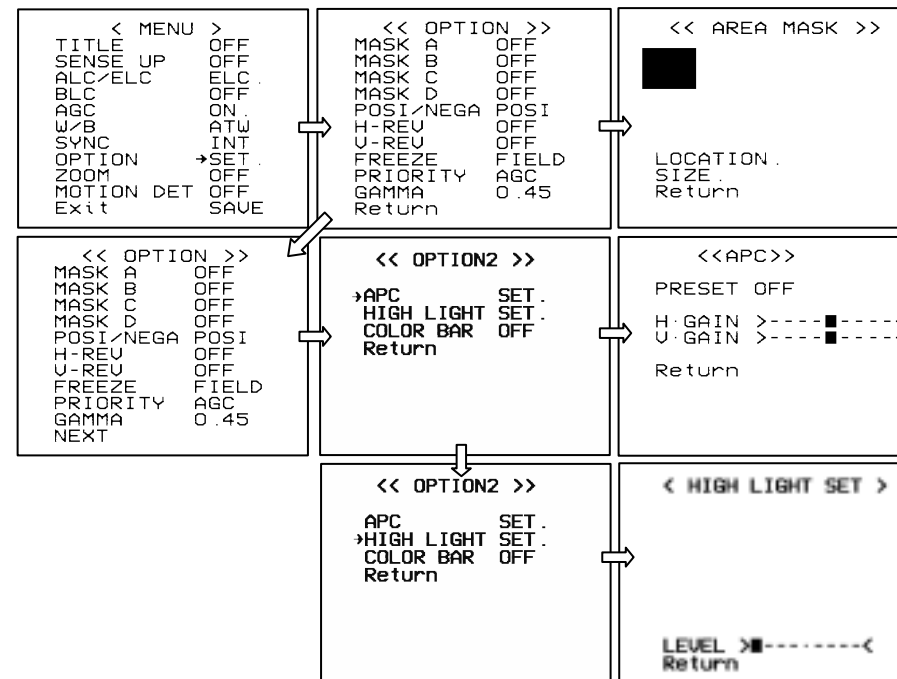 < MENU >
TITLE OFF
SENSE UP OFF
ALC/ELC ELC.
BLC OFF
AGC ON.
W/B ATW
SYNC INT
OPTION →SET.
ZOOM OFF
MOTION DET OFF
Exit SAVE
<< OPTION >>
MASK A OFF
MASK B OFF
MASK C OFF
MASK D OFF
POSI/NEGA POSI
H-REV OFF
V-REV OFF
FREEZE FIELD
PRIORITY AGC
GAMMA 0.45
Return
<< AREA MASK >>
LOCATION.
SIZE.
Return
<< OPTION >>
MASK A OFF
MASK B OFF
MASK C OFF
MASK D OFF
POSI/NEGA POSI
H-REV OFF
V-REV OFF
FREEZE FIELD
PRIORITY AGC
GAMMA 0.45
NEXT
<< OPTION2 >>
→APC SET.
HIGH LIGHT SET.
COLOR BAR OFF
Return
<<APC>>
PRESET OFF
H·GAIN >----■-----
V·GAIN >----■-----
Return
<< OPTION2 >>
APC SET.
→HIGH LIGHT SET.
COLOR BAR OFF
Return
< HIGH LIGHT SET >
LEVEL >■--------<
Return